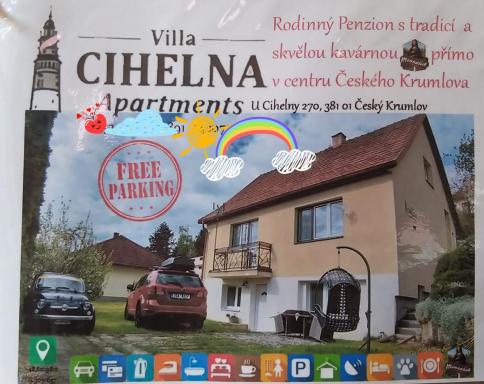 Villa
CIHELNA
Apartments
Rodinný Penzion s tradicí a
skvělou kavárnou přímo
v centru Českého Krumlova
U Cihelny 270, 381 01 Český Krumlov
FREE
PARKING